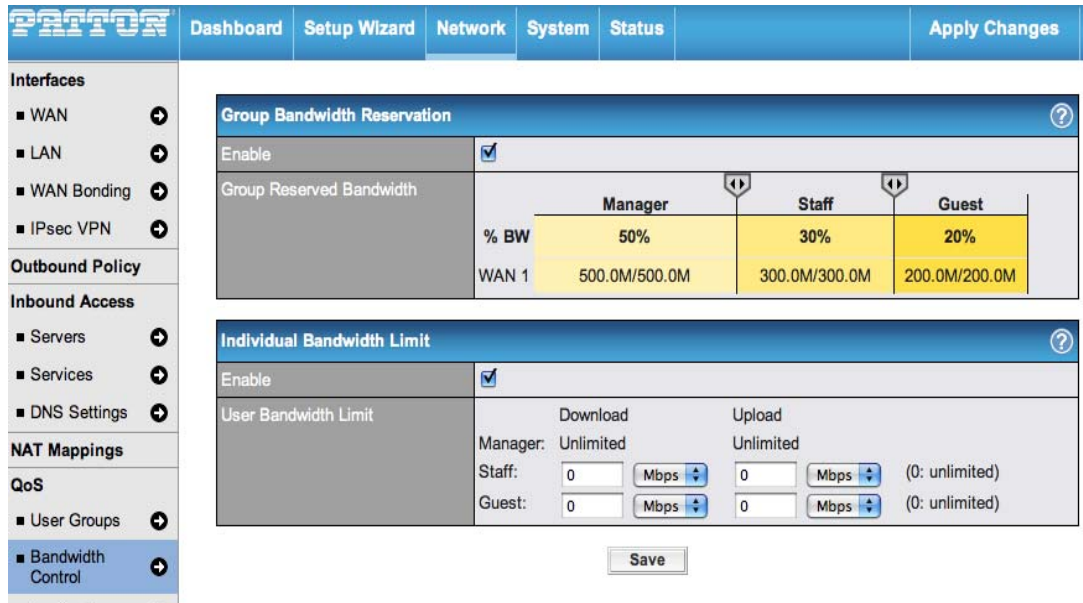 PATTON
Dashboard Setup Wizard Network System Status Apply Changes
Interfaces
WAN
LAN
WAN Bonding
IPsec VPN
Outbound Policy
Inbound Access
Servers
Services
DNS Settings
NAT Mappings
QoS
User Groups
Bandwidth
Control
Group Bandwidth Reservation ?
Enable
Group Reserved Bandwidth
Manager Staff Guest
% BW 50% 30% 20%
WAN 1 500.0M/500.0M 300.0M/300.0M 200.0M/200.0M
Individual Bandwidth Limit ?
Enable
User Bandwidth Limit
Download Upload
Manager: Unlimited Unlimited
Staff: 0 Mbps 0 Mbps (0: unlimited)
Guest: 0 Mbps 0 Mbps (0: unlimited)
Save